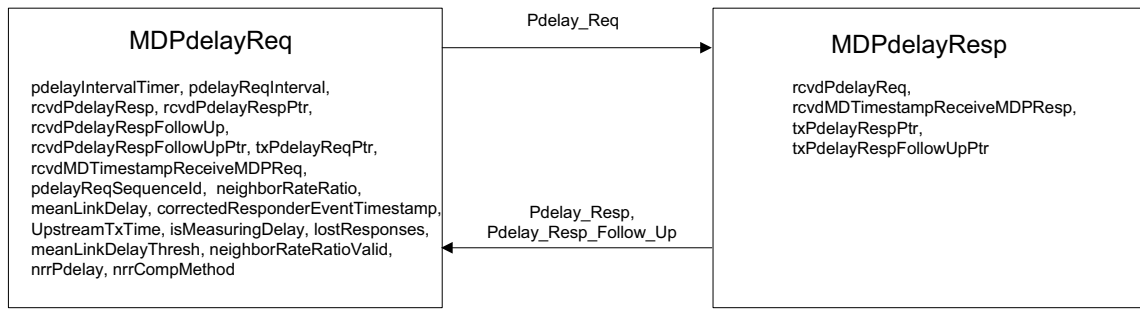 MDPdelayReq
pdelayIntervalTimer, pdelayReqInterval,
rcvdPdelayResp, rcvdPdelayRespPtr,
rcvdPdelayRespFollowUp,
rcvdPdelayRespFollowUpPtr, txPdelayReqPtr,
rcvdMDTimestampReceiveMDPReq,
pdelayReqSequenceId, neighborRateRatio,
meanLinkDelay, correctedResponderEventTimestamp,
UpstreamTxTime, isMeasuringDelay, lostResponses,
meanLinkDelayThresh, neighborRateRatioValid,
nrrPdelay, nrrCompMethod
Pdelay_Req
Pdelay_Resp,
Pdelay_Resp_Follow_Up
MDPdelayResp
rcvdPdelayReq,
rcvdMDTimestampReceiveMDPResp,
txPdelayRespPtr,
txPdelayRespFollowUpPtr